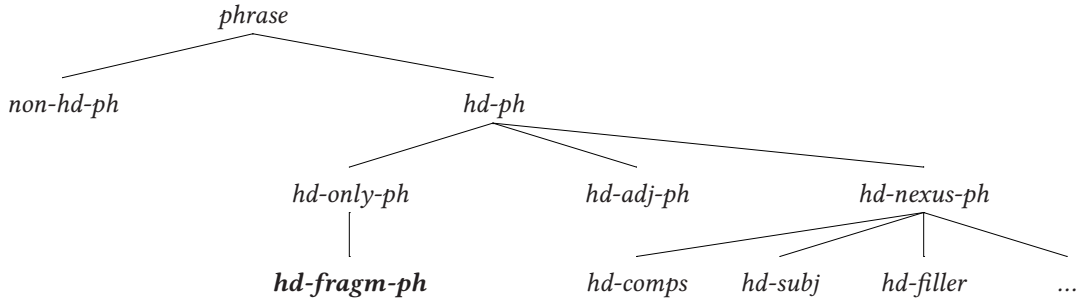 phrase
non-hd-ph hd-ph
hd-only-ph hd-adj-ph hd-nexus-ph
hd-fragm-ph hd-comps hd-subj hd-filler ...